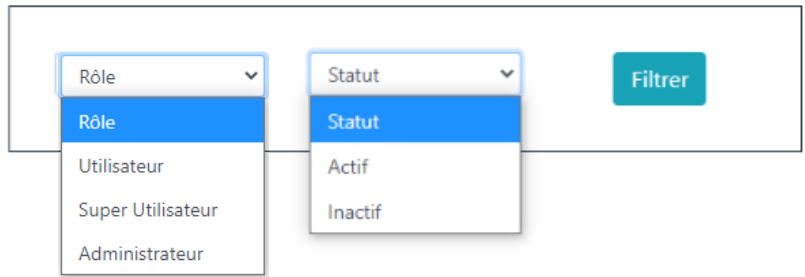 Rôle
Rôle
Utilisateur
Super Utilisateur
Administrateur
Statut
Statut
Actif
Inactif
Filtrer